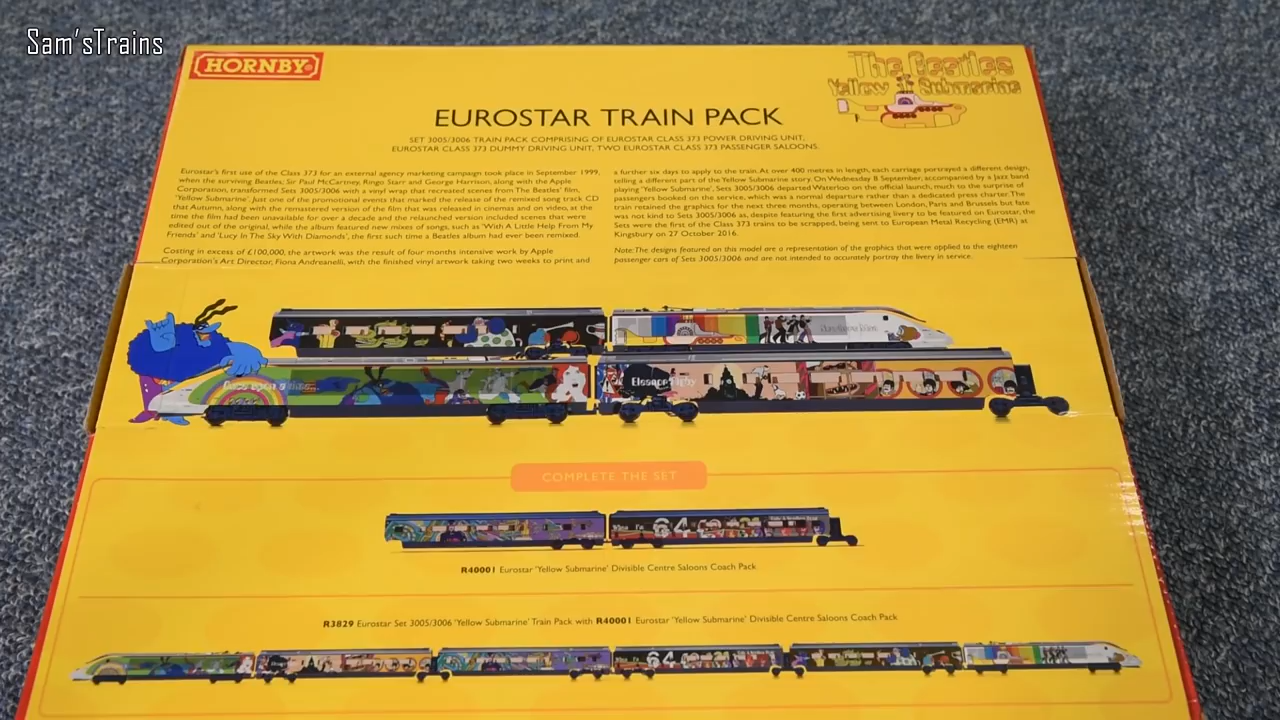 Sam'sTrains
HORNBY
The Beatles
Yellow Submarine
EUROSTAR TRAIN PACK
SET 3005/3006 TRAIN PACK COMPRISING OF EUROSTAR CLASS 373 POWER DRIVING UNIT,
EUROSTAR CLASS 373 DUMMY DRIVING UNIT, TWO EUROSTAR CLASS 373 PASSENGER SALOONS.
Eurostar's first use of the Class 373 for an external agency marketing campaign took place in September 1999,
when the surviving Beatles; Sir Paul McCartney, Ringo Starr and George Harrison, along with the Apple
Corporation, transformed Sets 3005/3006 with a vinyl wrap that recreated scenes from The Beatles' film,
'Yellow Submarine'. Just one of the promotional events that marked the release of the remixed song track CD
that Autumn, along with the remastered version of the film that was released in cinemas and on video, at the
time the film had been unavailable for over a decade and the relaunched version included scenes that were
edited out of the original, while the album featured new mixes of songs, such as 'With A Little Help From My
Friends' and 'Lucy In The Sky With Diamonds', the first such time a Beatles album had ever been remixed.
Costing in excess of £100,000, the artwork was the result of four months intensive work by Apple
Corporation's Art Director, Fiona Andreanelli, with the finished vinyl artwork taking two weeks to print and
a further six days to apply to the train. At over 400 metres in length, each carriage portrayed a different design,
telling a different part of the Yellow Submarine story. On Wednesday 8 September, accompanied by a Jazz band
playing 'Yellow Submarine', Sets 3005/3006 departed Waterloo on the official launch, much to the surprise of
passengers booked on the service, which was a normal departure rather than a dedicated press charter. The
train retained the graphics for the next three months, operating between London, Paris and Brussels but fate
was not kind to Sets 3005/3006 as, despite featuring the first advertising livery to be featured on Eurostar, the
Sets were the first of the Class 373 trains to be scrapped, being sent to European Metal Recycling (EMR) at
Kingsbury on 27 October 2016.
Note: The designs featured on this model are a representation of the graphics that were applied to the eighteen
passenger cars of Sets 3005/3006 and are not intended to accurately portray the livery in service.
Once upon a time...
Eleanor Rigby
COMPLETE THE SET
64
R40001 Eurostar 'Yellow Submarine' Divisible Centre Saloons Coach Pack
R3829 Eurostar Set 3005/3006 'Yellow Submarine' Train Pack with R40001 Eurostar 'Yellow Submarine' Divisible Centre Saloons Coach Pack
64